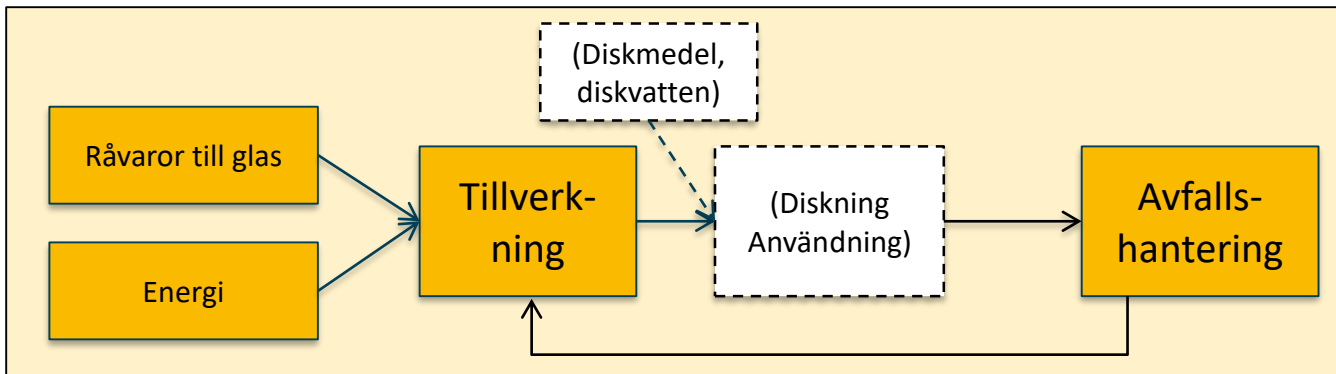 (Diskmedel,
diskvatten)
Råvaror till glas
Energi
Tillverk-
ning
(Diskning
Användning)
Avfalls-
hantering